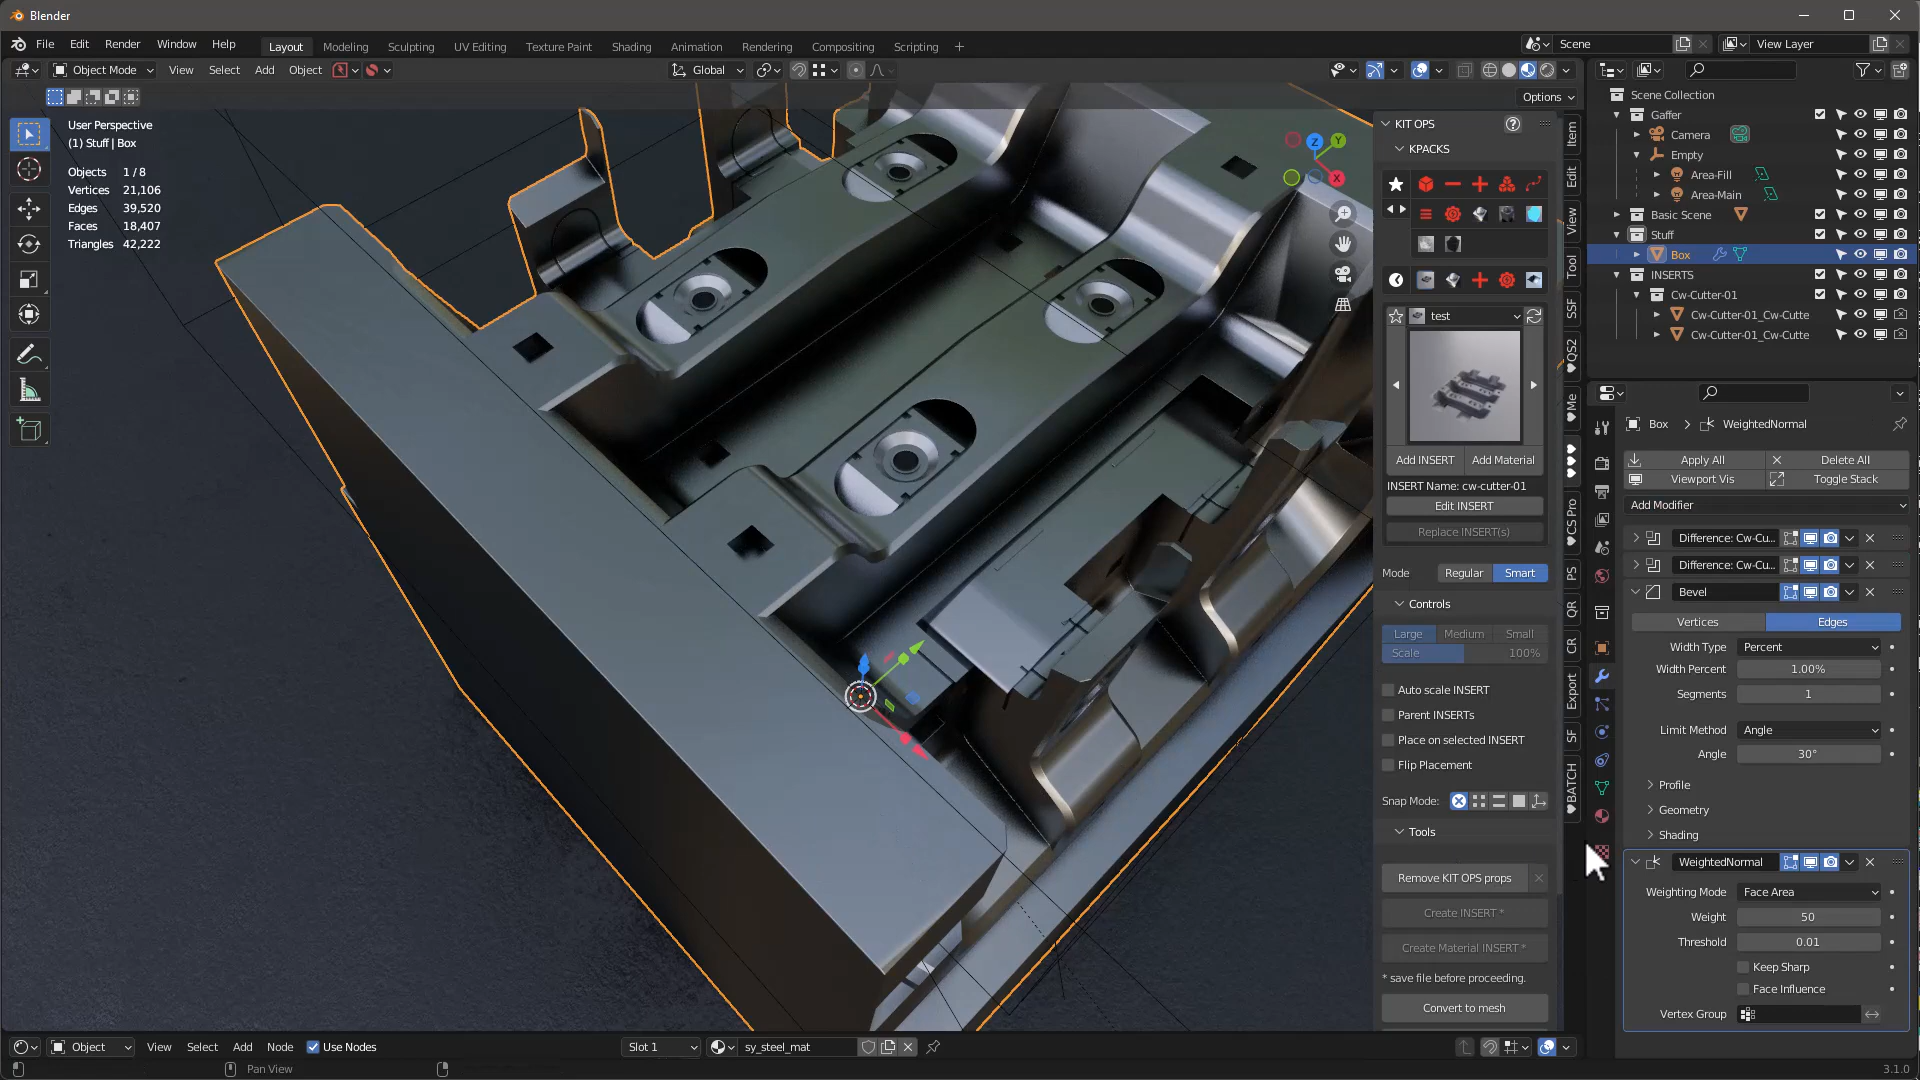 Blender
File Edit Render Window Help Layout Modeling Sculpting UV Editing Texture Paint Shading Animation Rendering Compositing Scripting + Scene View Layer
Object Mode View Select Add Object Global
Options
User Perspective
(1) Stuff | Box
Objects 1 / 8
Vertices 21,106
Edges 39,520
Faces 18,407
Triangles 42,222
Z Y X
KIT OPS
KPACKS
test
Add INSERT Add Material
INSERT Name: cw-cutter-01
Edit INSERT
Replace INSERT(s)
Mode Regular Smart
Controls
Large Medium Small
Scale 100%
Auto scale INSERT
Parent INSERTs
Place on selected INSERT
Flip Placement
Snap Mode:
Tools
Remove KIT OPS props
Create INSERT *
Create Material INSERT *
* save file before proceeding.
Convert to mesh
Item
Edit
View
Tool
SSF
QS2
Me
CS Pro
PS
QR
CR
Export
SF
BATCH
Scene Collection
Gaffer
Camera
Empty
Area-Fill
Area-Main
Basic Scene
Stuff
Box
INSERTS
Cw-Cutter-01
Cw-Cutter-01_Cw-Cutte
Cw-Cutter-01_Cw-Cutte
Box > WeightedNormal
Apply All Delete All
Viewport Vis Toggle Stack
Add Modifier
Difference: Cw-Cu...
Difference: Cw-Cu...
Bevel
Vertices Edges
Width Type Percent
Width Percent 1.00%
Segments 1
Limit Method Angle
Angle 30°
Profile
Geometry
Shading
WeightedNormal
Weighting Mode Face Area
Weight 50
Threshold 0.01
Keep Sharp
Face Influence
Vertex Group
Object View Select Add Node Use Nodes Slot 1 sy_steel_mat
Pan View 3.1.0